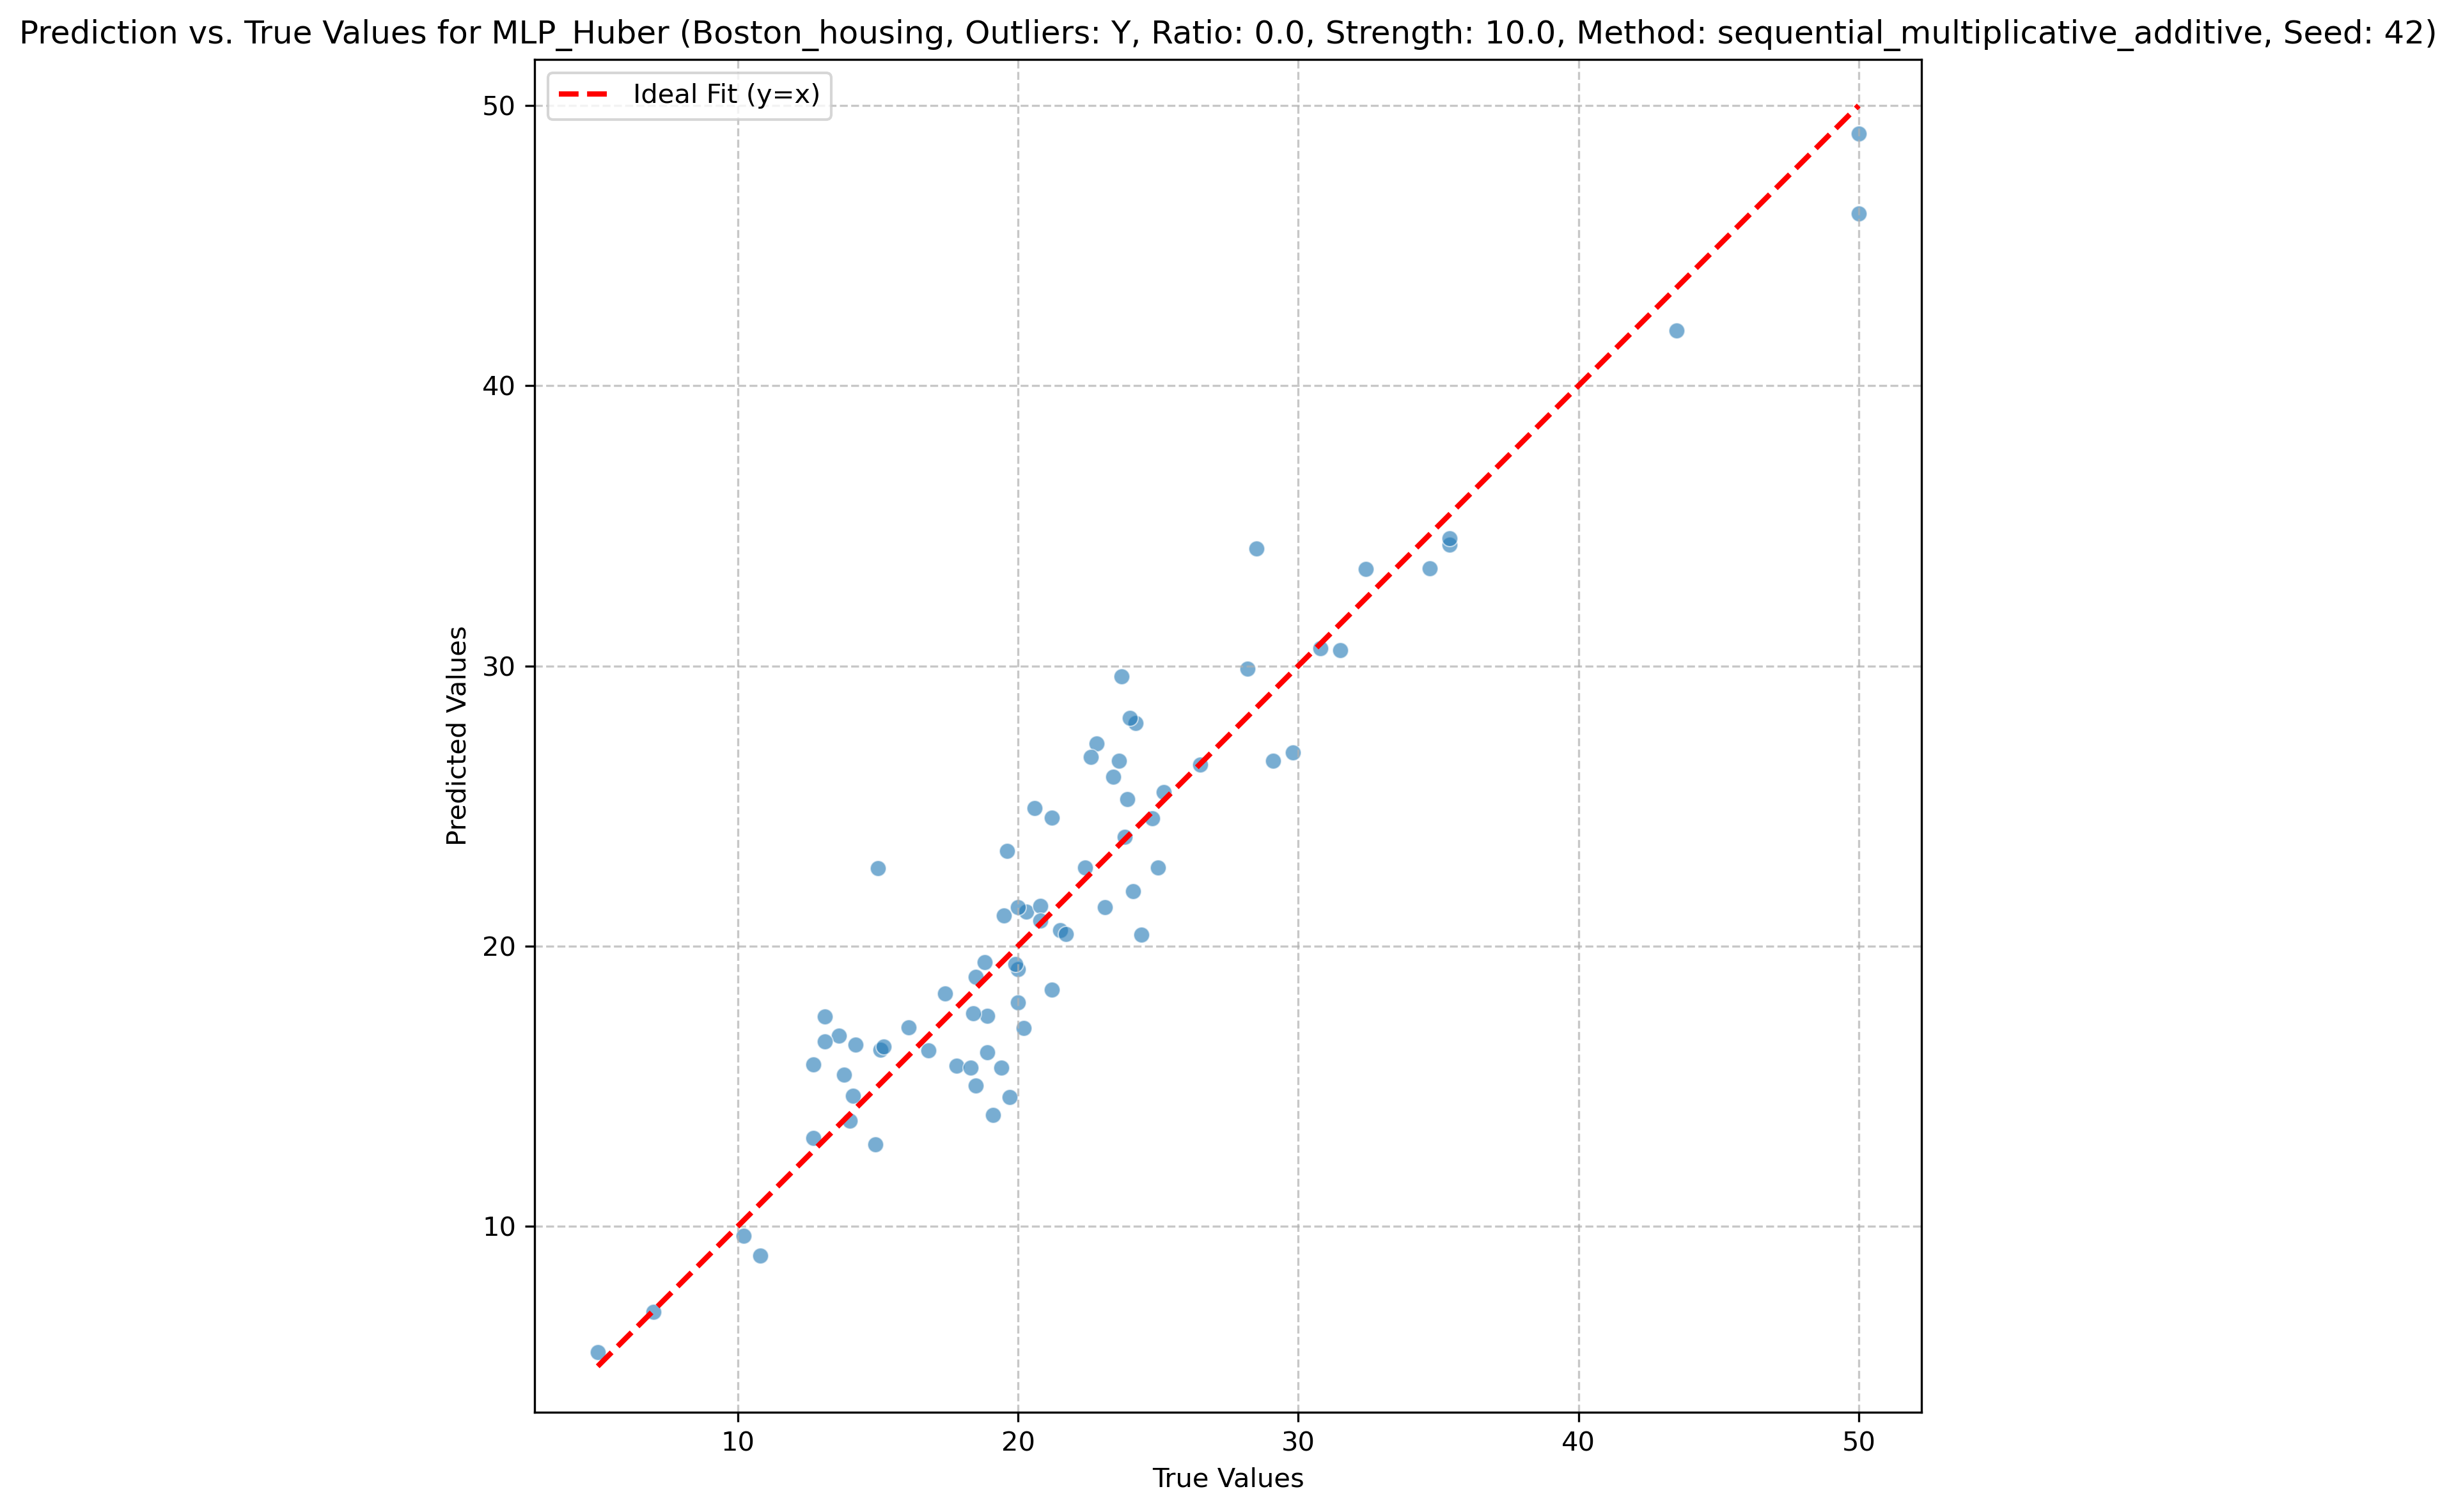 Prediction vs. True Values for MLP_Huber (Boston_housing, Outliers: Y, Ratio: 0.0, Strength: 10.0, Method: sequential_multiplicative_additive, Seed: 42)
Ideal Fit (y=x)
50
40
30
20
10
Predicted Values
10 20 30 40 50
True Values